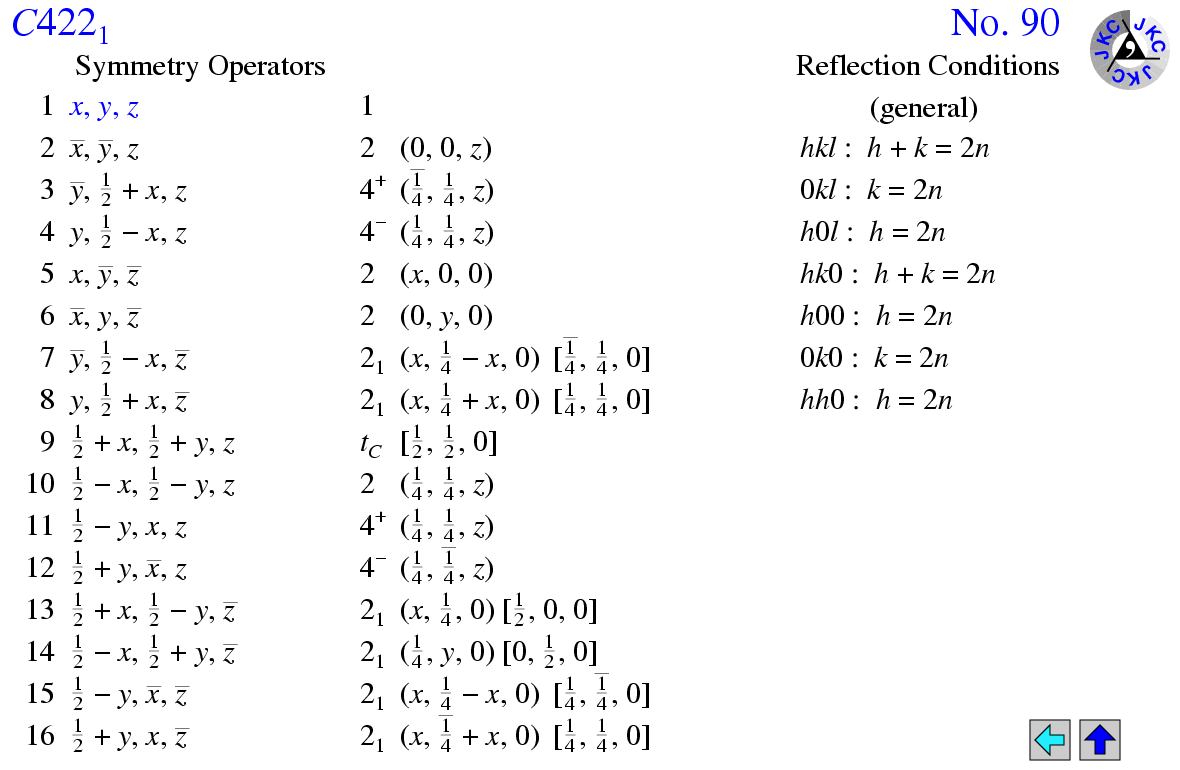 C422₁ No. 90
JKC JKC JKC JKC
Symmetry Operators Reflection Conditions
1 x, y, z 1 (general)
2 x̅, y̅, z 2 (0, 0, z) hkl : h + k = 2n
3 y̅, 1/2 + x, z 4⁺ (1̅/4, 1/4, z) 0kl : k = 2n
4 y, 1/2 − x, z 4⁻ (1/4, 1/4, z) h0l : h = 2n
5 x, y̅, z̅ 2 (x, 0, 0) hk0 : h + k = 2n
6 x̅, y, z̅ 2 (0, y, 0) h00 : h = 2n
7 y̅, 1/2 − x, z̅ 2₁ (x, 1/4 − x, 0) [1̅/4, 1/4, 0] 0k0 : k = 2n
8 y, 1/2 + x, z̅ 2₁ (x, 1/4 + x, 0) [1/4, 1/4, 0] hh0 : h = 2n
9 1/2 + x, 1/2 + y, z t_C [1/2, 1/2, 0]
10 1/2 − x, 1/2 − y, z 2 (1/4, 1/4, z)
11 1/2 − y, x, z 4⁺ (1/4, 1/4, z)
12 1/2 + y, x̅, z 4⁻ (1/4, 1̅/4, z)
13 1/2 + x, 1/2 − y, z̅ 2₁ (x, 1/4, 0) [1/2, 0, 0]
14 1/2 − x, 1/2 + y, z̅ 2₁ (1/4, y, 0) [0, 1/2, 0]
15 1/2 − y, x̅, z̅ 2₁ (x, 1/4 − x, 0) [1/4, 1̅/4, 0]
16 1/2 + y, x, z̅ 2₁ (x, 1̅/4 + x, 0) [1/4, 1/4, 0]